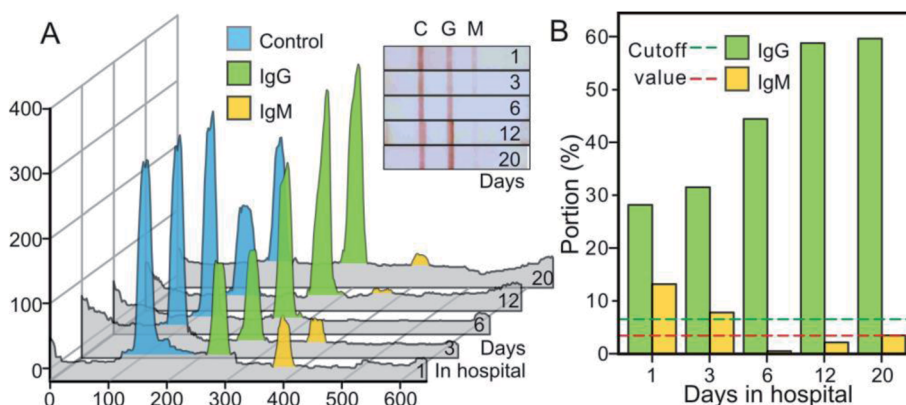 A
Control
IgG
IgM
C G M
1
3
6
12
20
Days
400
300
200
100
0
0 100 200 300 400 500 600
20
12
6
3
1
Days
In hospital
B
Cutoff
value
IgG
IgM
Portion (%)
60
50
40
30
20
10
0
1 3 6 12 20
Days in hospital